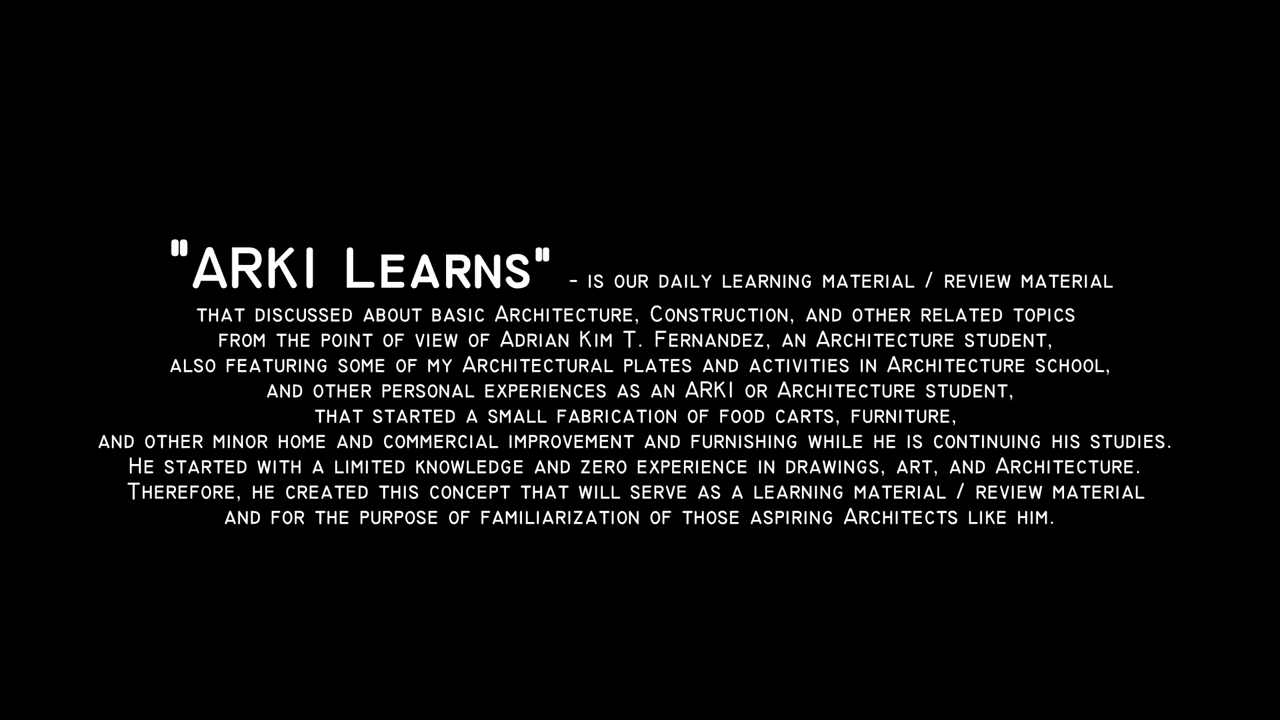 "ARKI Learns" - is our daily learning material / review material
that discussed about basic Architecture, Construction, and other related topics
from the point of view of Adrian Kim T. Fernandez, an Architecture student,
also featuring some of my Architectural plates and activities in Architecture school,
and other personal experiences as an ARKI or Architecture student,
that started a small fabrication of food carts, furniture,
and other minor home and commercial improvement and furnishing while he is continuing his studies.
He started with a limited knowledge and zero experience in drawings, art, and Architecture.
Therefore, he created this concept that will serve as a learning material / review material
and for the purpose of familiarization of those aspiring Architects like him.